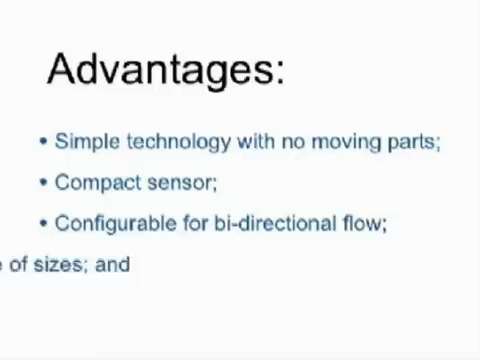 Advantages:
• Simple technology with no moving parts;
• Compact sensor;
• Configurable for bi-directional flow;
of sizes; and